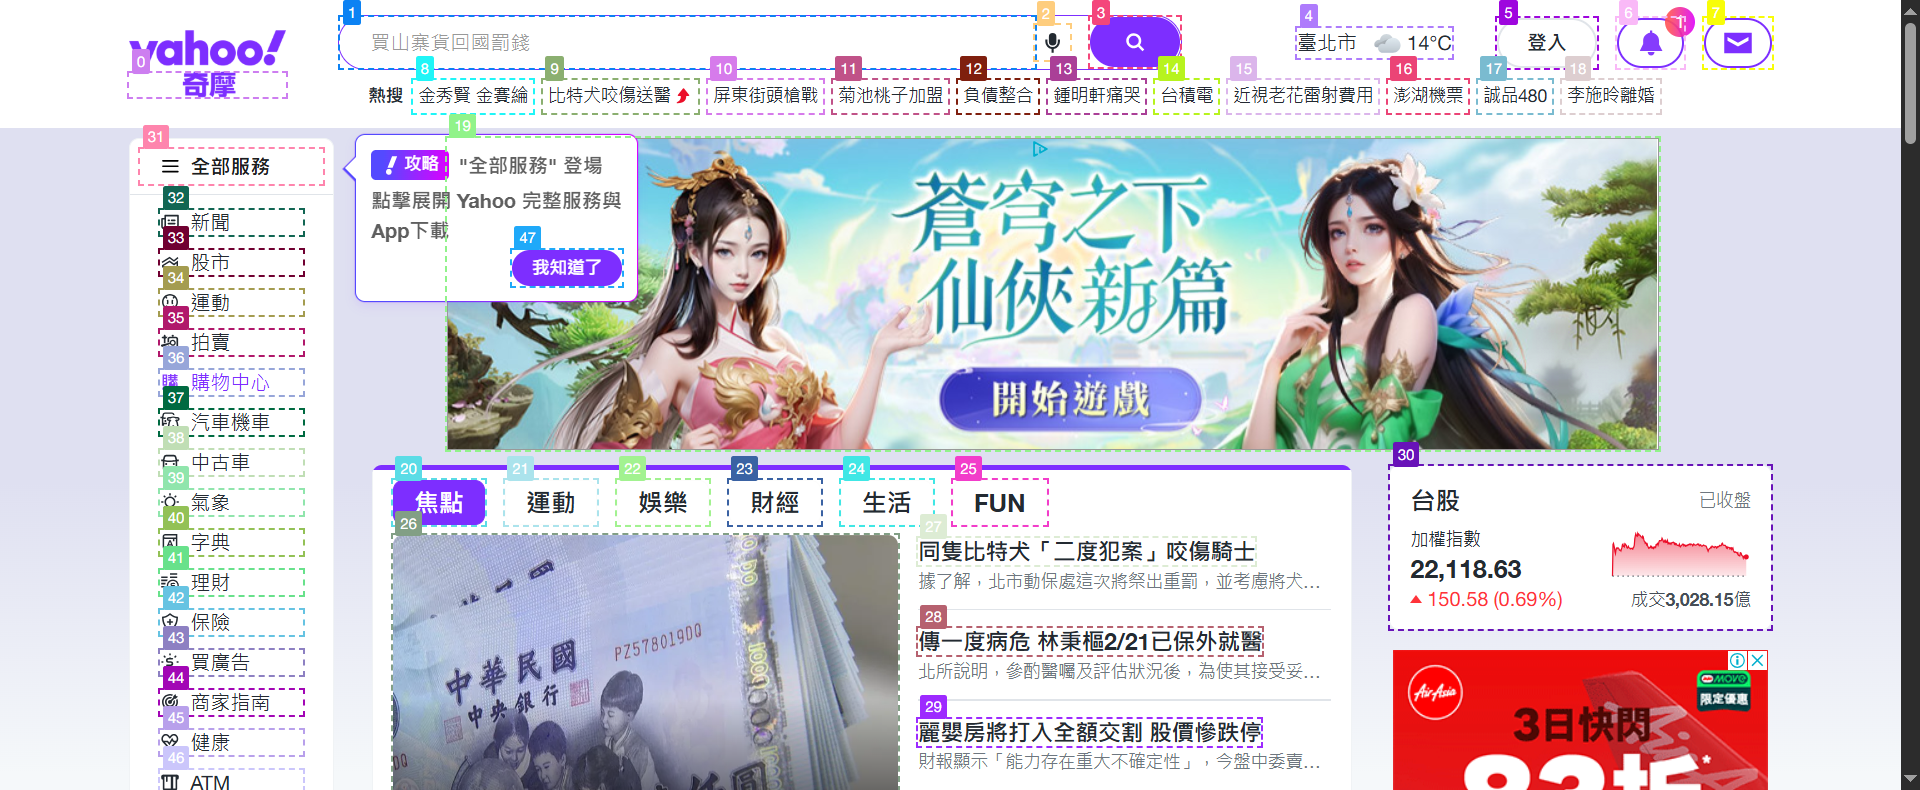 yahoo!
奇摩
買山寨貨回國罰錢
臺北市 14°C
登入
1
熱搜 金秀賢 金賽綸 比特犬咬傷送醫 屏東街頭槍戰 菊池桃子加盟 負債整合 鍾明軒痛哭 台積電 近視老花雷射費用 澎湖機票 誠品480 李施昤離婚
0
1
2
3
4
5
6
7
8
9
10
11
12
13
14
15
16
17
18
19
31
全部服務
32
新聞
33
股市
34
運動
35
拍賣
36
購物中心
37
汽車機車
38
中古車
39
氣象
40
字典
41
理財
42
保險
43
買廣告
44
商家指南
45
健康
46
ATM
攻略 "全部服務" 登場
點擊展開 Yahoo 完整服務與
App下載
47
我知道了
蒼穹之下
仙俠新篇
開始遊戲
20
21
22
23
24
25
焦點 運動 娛樂 財經 生活 FUN
26
中華民國
中央銀行
PZ578019DQ
27
同隻比特犬「二度犯案」咬傷騎士
據了解，北市動保處這次將祭出重罰，並考慮將犬...
28
傳一度病危 林秉樞2/21已保外就醫
北所說明，參酌醫囑及評估狀況後，為使其接受妥...
29
麗嬰房將打入全額交割 股價慘跌停
財報顯示「能力存在重大不確定性」，今盤中委賣...
30
台股 已收盤
加權指數
22,118.63
150.58 (0.69%)
成交3,028.15億
AirAsia
MOVE
限定優惠
3日快閃
83折*